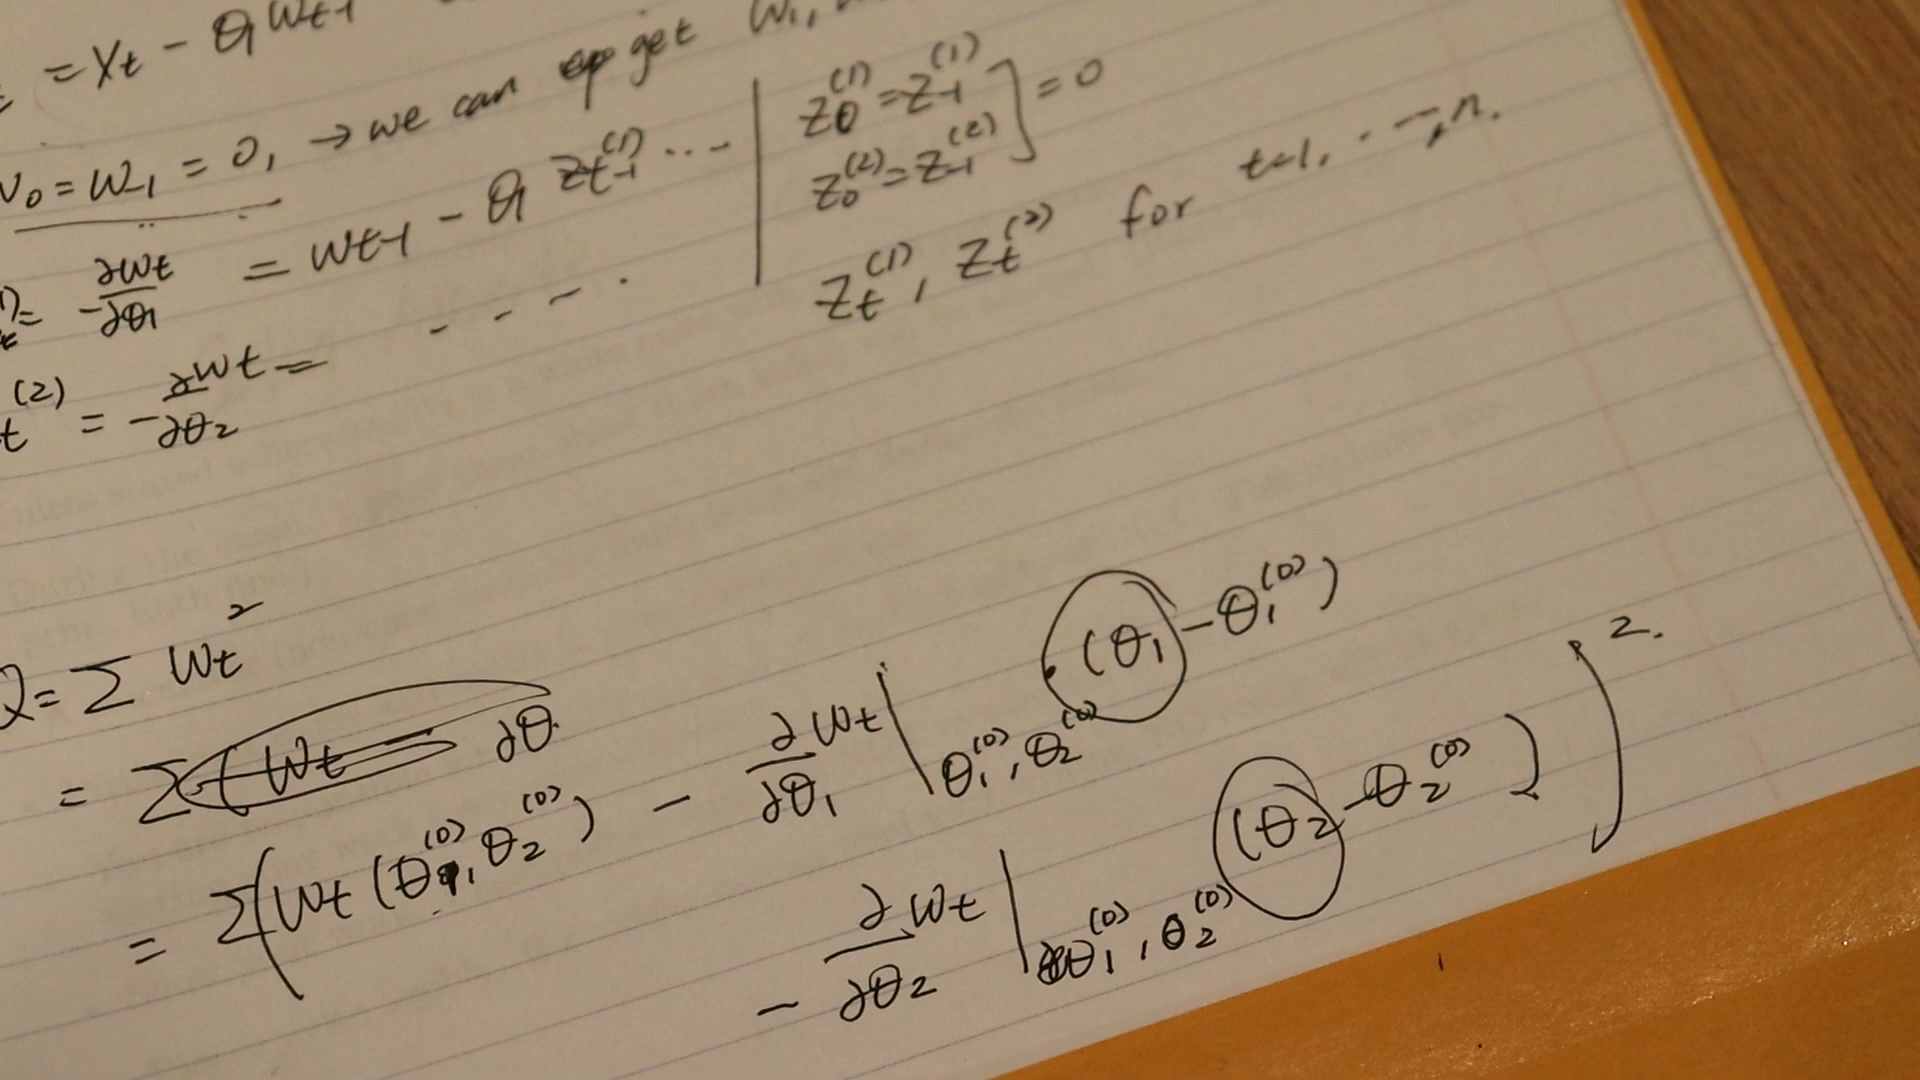 = Xt - θ1 Wt-1
W0 = W-1 = 0, → we can get W1,
(1) = - ∂Wt/∂θ1 = Wt-1 - θ1 Zt-1^(1) ...
t^(2) = - ∂Wt/∂θ2 = - - - .
Z0^(1) = Z-1^(1)
Z0^(2) = Z-1^(2) ] = 0
Zt^(1), Zt^(2) for t=1, . . , n.
Q = Σ Wt^2
= Σ
= Σ ( Wt (θ1^(0), θ2^(0)) - ∂Wt/∂θ1 | θ1^(0), θ2^(0) · (θ1 - θ1^(0))
- ∂Wt/∂θ2 | θ1^(0), θ2^(0) (θ2 - θ2^(0)) )^2.